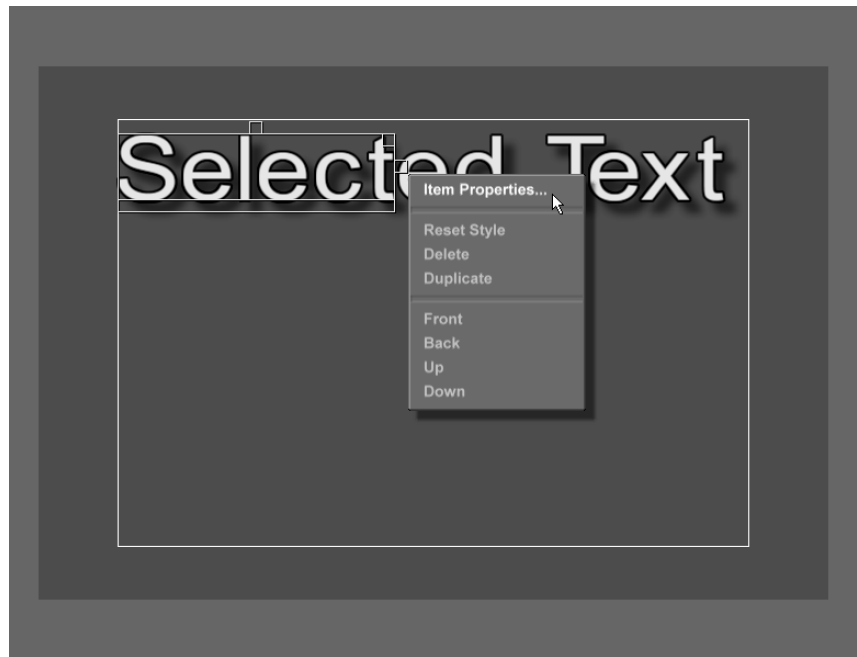 Selected Text
Item Properties...
Reset Style
Delete
Duplicate
Front
Back
Up
Down